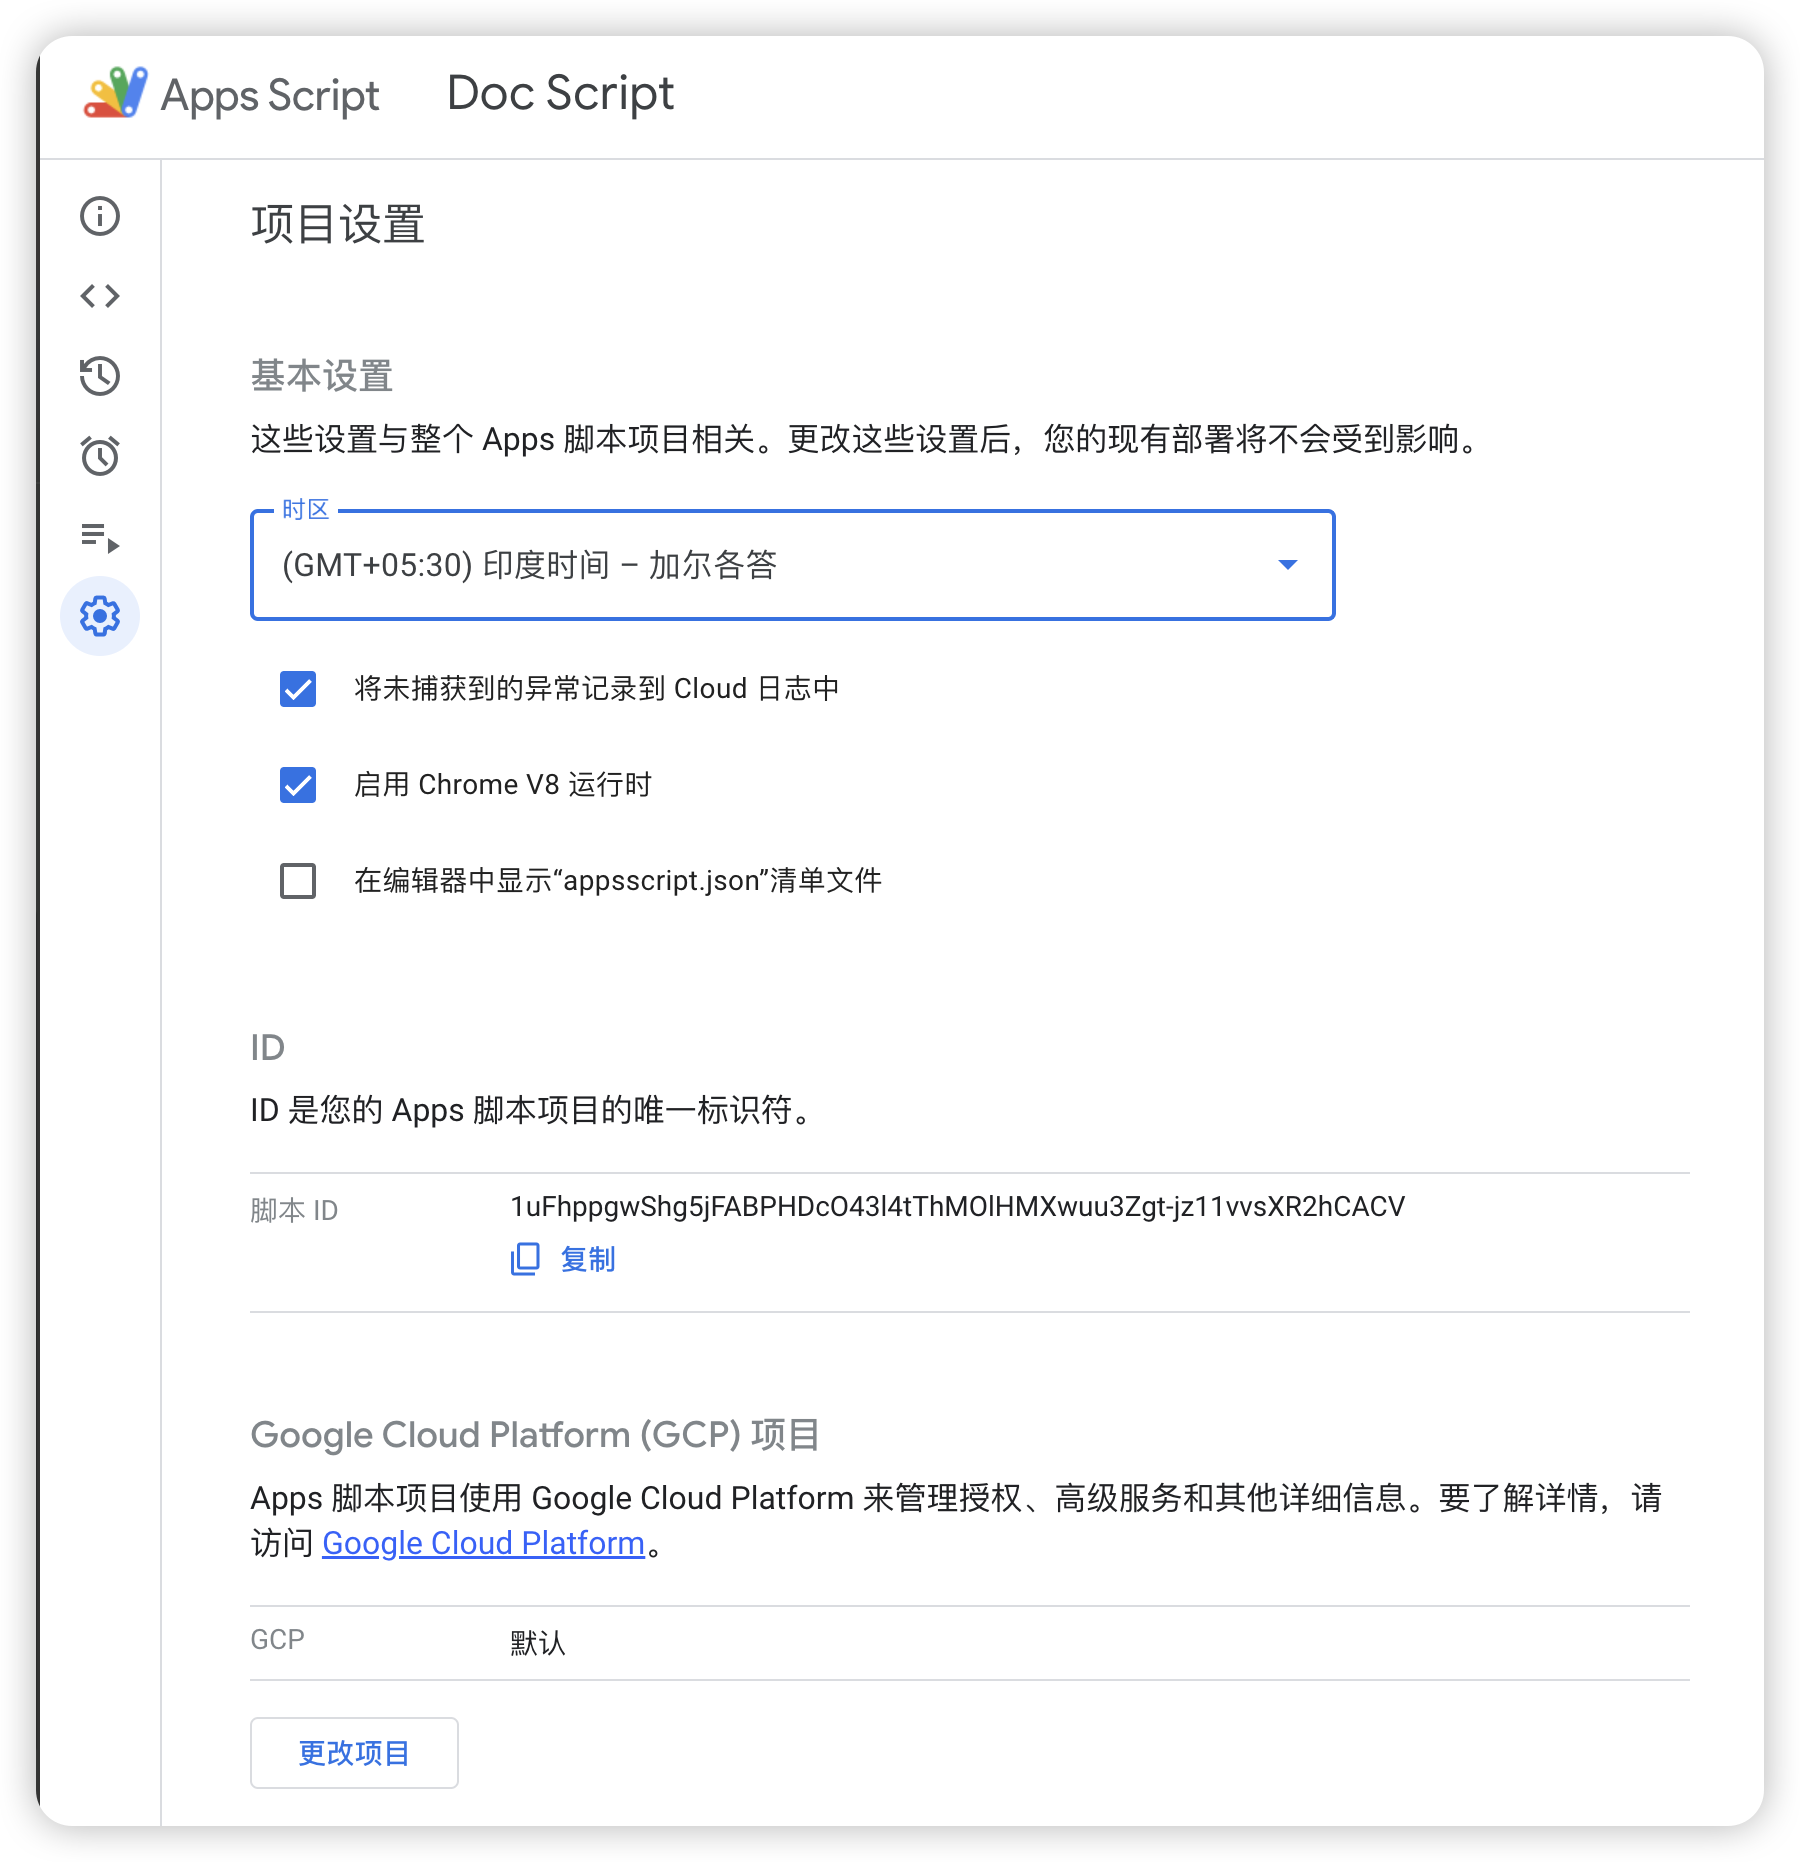 Apps Script Doc Script
项目设置
基本设置
这些设置与整个 Apps 脚本项目相关。更改这些设置后，您的现有部署将不会受到影响。
时区
(GMT+05:30) 印度时间 – 加尔各答
将未捕获到的异常记录到 Cloud 日志中
启用 Chrome V8 运行时
在编辑器中显示“appsscript.json”清单文件
ID
ID 是您的 Apps 脚本项目的唯一标识符。
脚本 ID 1uFhppgwShg5jFABPHDcO43l4tThMOlHMXwuu3Zgt-jz11vvsXR2hCACV
复制
Google Cloud Platform (GCP) 项目
Apps 脚本项目使用 Google Cloud Platform 来管理授权、高级服务和其他详细信息。要了解详情，请
访问 Google Cloud Platform。
GCP 默认
更改项目